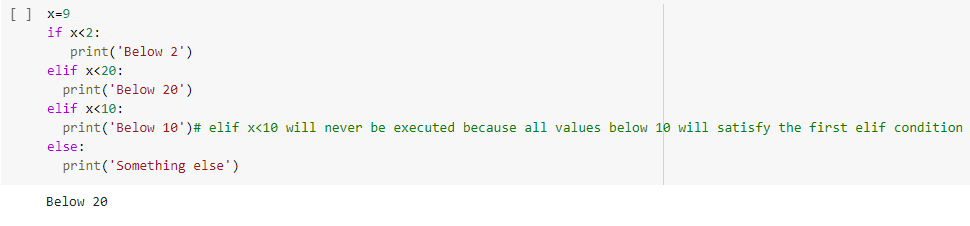 [ ] x=9
if x<2:
print('Below 2')
elif x<20:
print('Below 20')
elif x<10:
print('Below 10')# elif x<10 will never be executed because all values below 10 will satisfy the first elif condition
else:
print('Something else')
Below 20